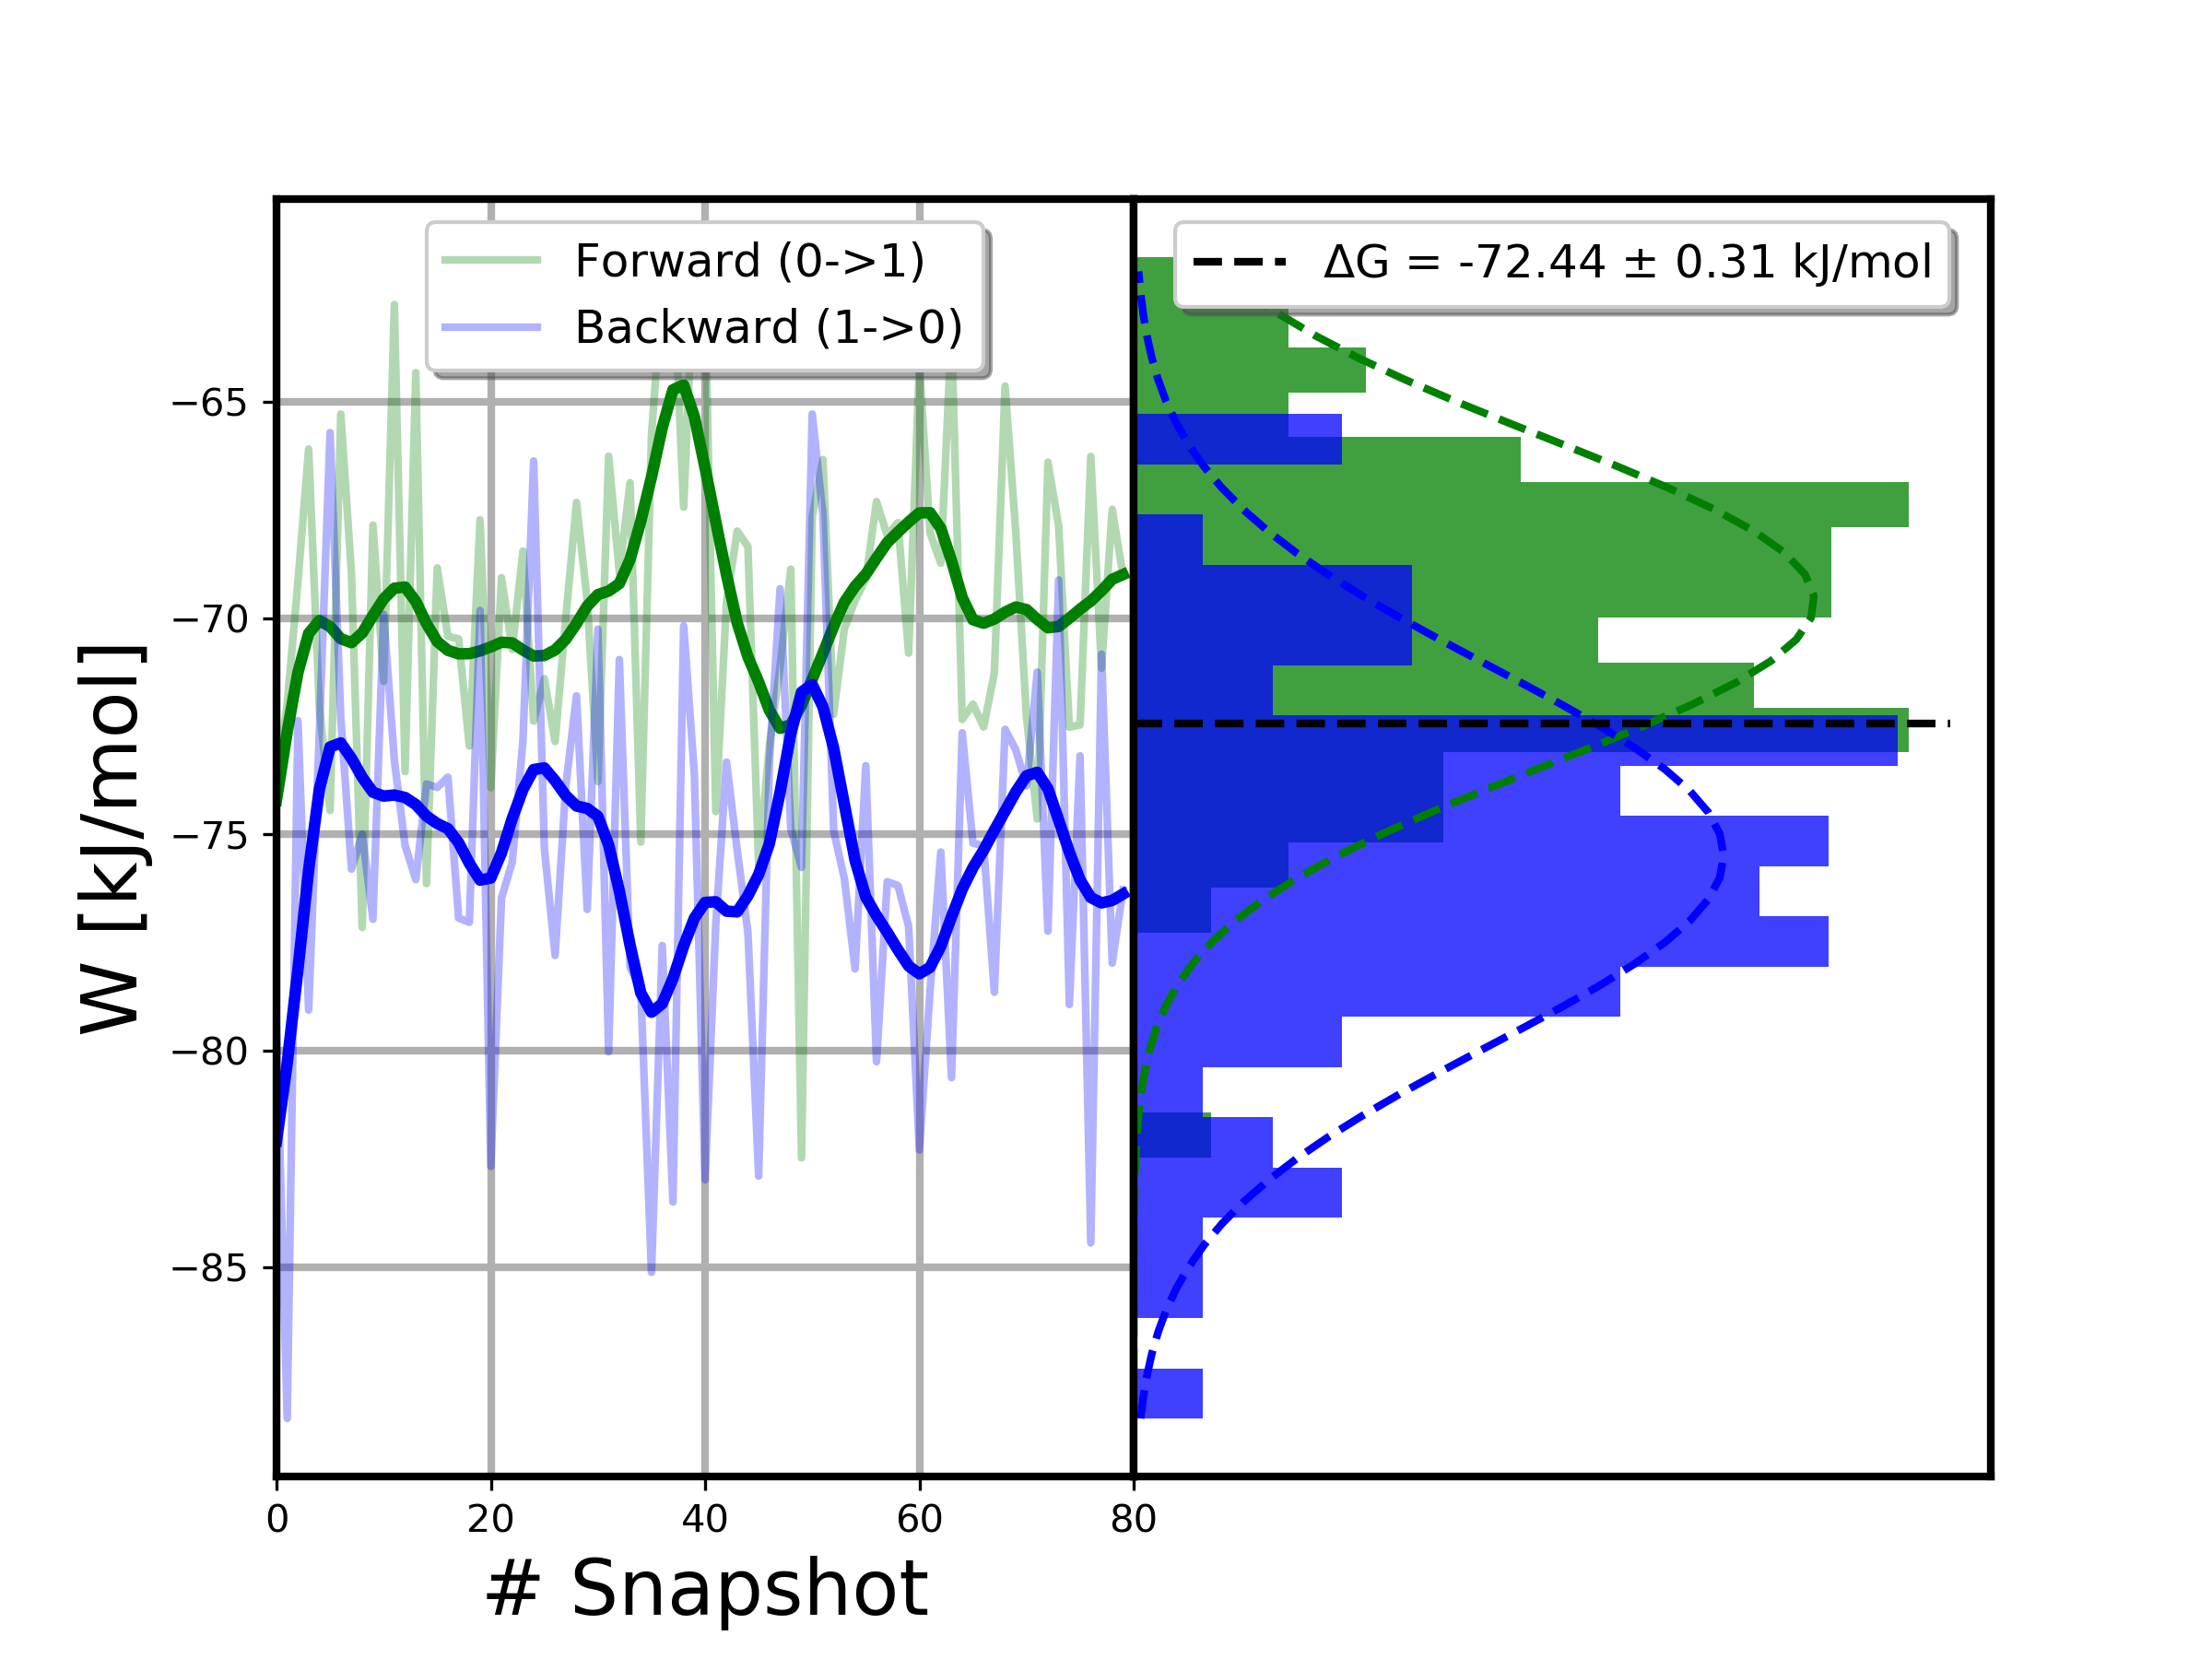 Forward (0->1)
Backward (1->0)
ΔG = -72.44 ± 0.31 kJ/mol
W [kJ/mol]
−65
−70
−75
−80
−85
0 20 40 60 80
# Snapshot